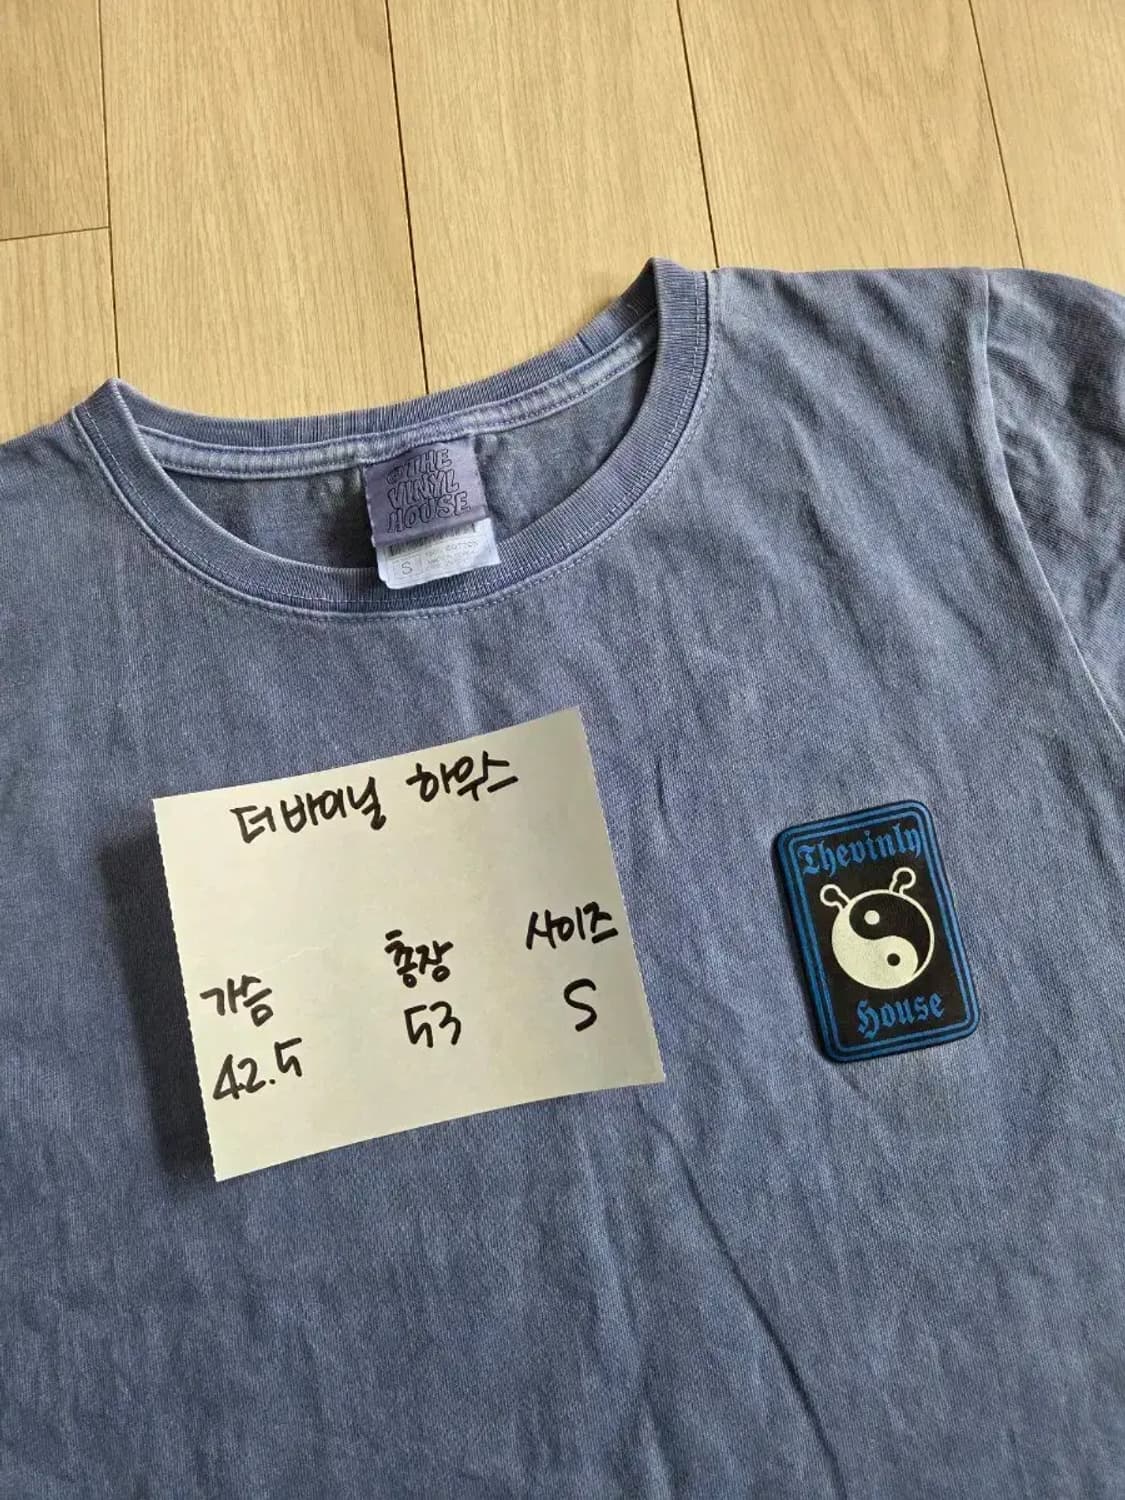 @THE
VINYL
HOUSE
S
더바이닐 하우스
가슴 총장 사이즈
42.5 53 S
Thevinly
House